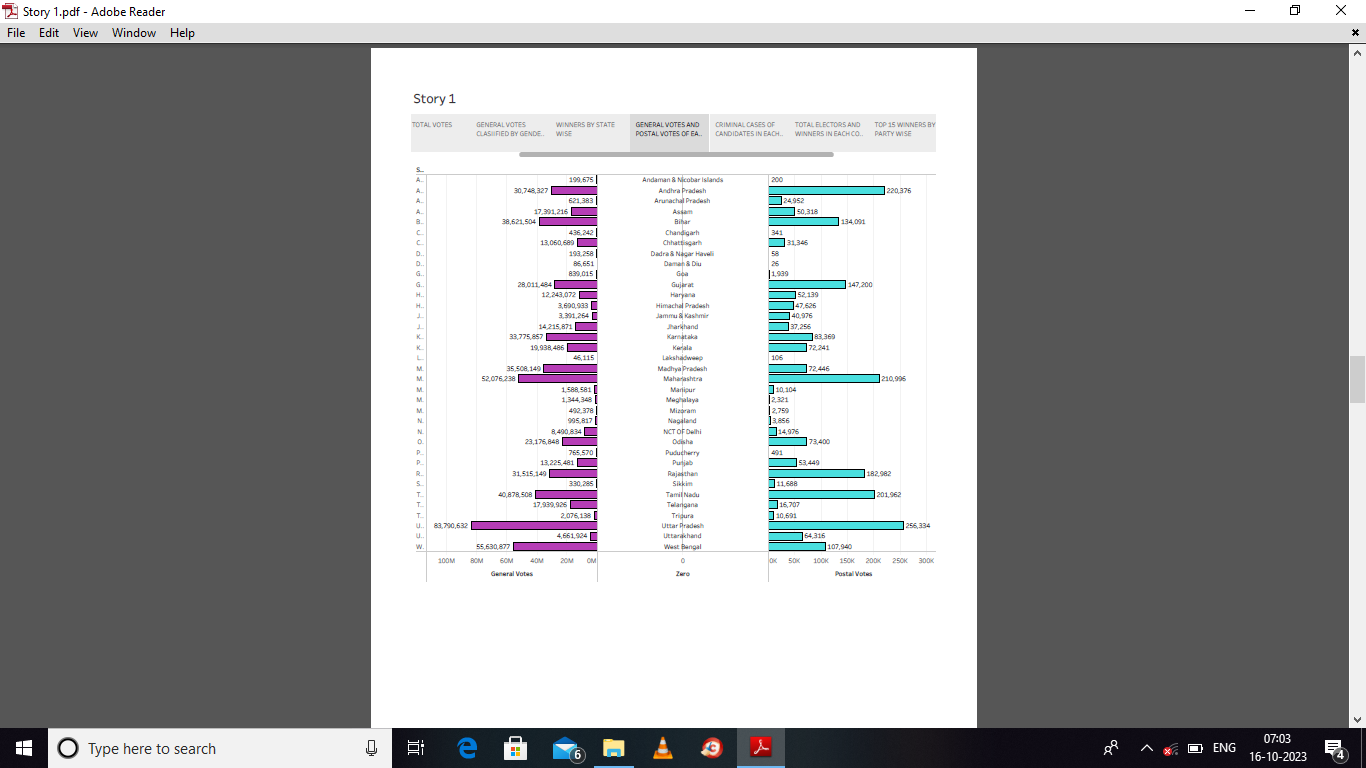 Story 1.pdf - Adobe Reader
File Edit View Window Help
Story 1
TOTAL VOTES
GENERAL VOTES
CLASIIFIED BY GENDE..
WINNERS BY STATE
WISE
GENERAL VOTES AND
POSTAL VOTES OF EA..
CRIMINAL CASES OF
CANDIDATES IN EACH..
TOTAL ELECTORS AND
WINNERS IN EACH CO..
TOP 15 WINNERS BY
PARTY WISE
S..
A.. 199,675 Andaman & Nicobar Islands 200
A.. 30,748,327 Andhra Pradesh 220,376
A.. 621,383 Arunachal Pradesh 24,952
A.. 17,391,216 Assam 50,318
B.. 38,621,504 Bihar 134,091
C.. 436,242 Chandigarh 341
C.. 13,060,689 Chhattisgarh 31,346
D.. 193,258 Dadra & Nagar Haveli 58
D.. 86,651 Daman & Diu 26
G.. 839,015 Goa 1,939
G.. 28,011,484 Gujarat 147,200
H.. 12,243,072 Haryana 52,139
H.. 3,690,933 Himachal Pradesh 47,626
J.. 3,391,264 Jammu & Kashmir 40,976
J.. 14,215,871 Jharkhand 37,256
K.. 33,775,857 Karnataka 83,369
K.. 19,938,486 Kerala 72,241
L.. 46,115 Lakshadweep 106
M.. 35,508,149 Madhya Pradesh 72,446
M.. 52,076,238 Maharashtra 210,996
M.. 1,588,581 Manipur 10,104
M.. 1,344,348 Meghalaya 2,321
M.. 492,378 Mizoram 2,759
N.. 995,817 Nagaland 3,856
N.. 8,490,834 NCT OF Delhi 14,976
O.. 23,176,848 Odisha 73,400
P.. 765,570 Puducherry 491
P.. 13,225,481 Punjab 53,449
R.. 31,515,149 Rajasthan 182,982
S.. 330,285 Sikkim 11,688
T.. 40,878,508 Tamil Nadu 201,962
T.. 17,939,926 Telangana 16,707
T.. 2,076,138 Tripura 10,691
U.. 83,790,632 Uttar Pradesh 256,334
U.. 4,661,924 Uttarakhand 64,316
W.. 55,630,877 West Bengal 107,940
100M 80M 60M 40M 20M 0M 0 0K 50K 100K 150K 200K 250K 300K
General Votes Zero Postal Votes
Type here to search
6
ENG
07:03
16-10-2023
4